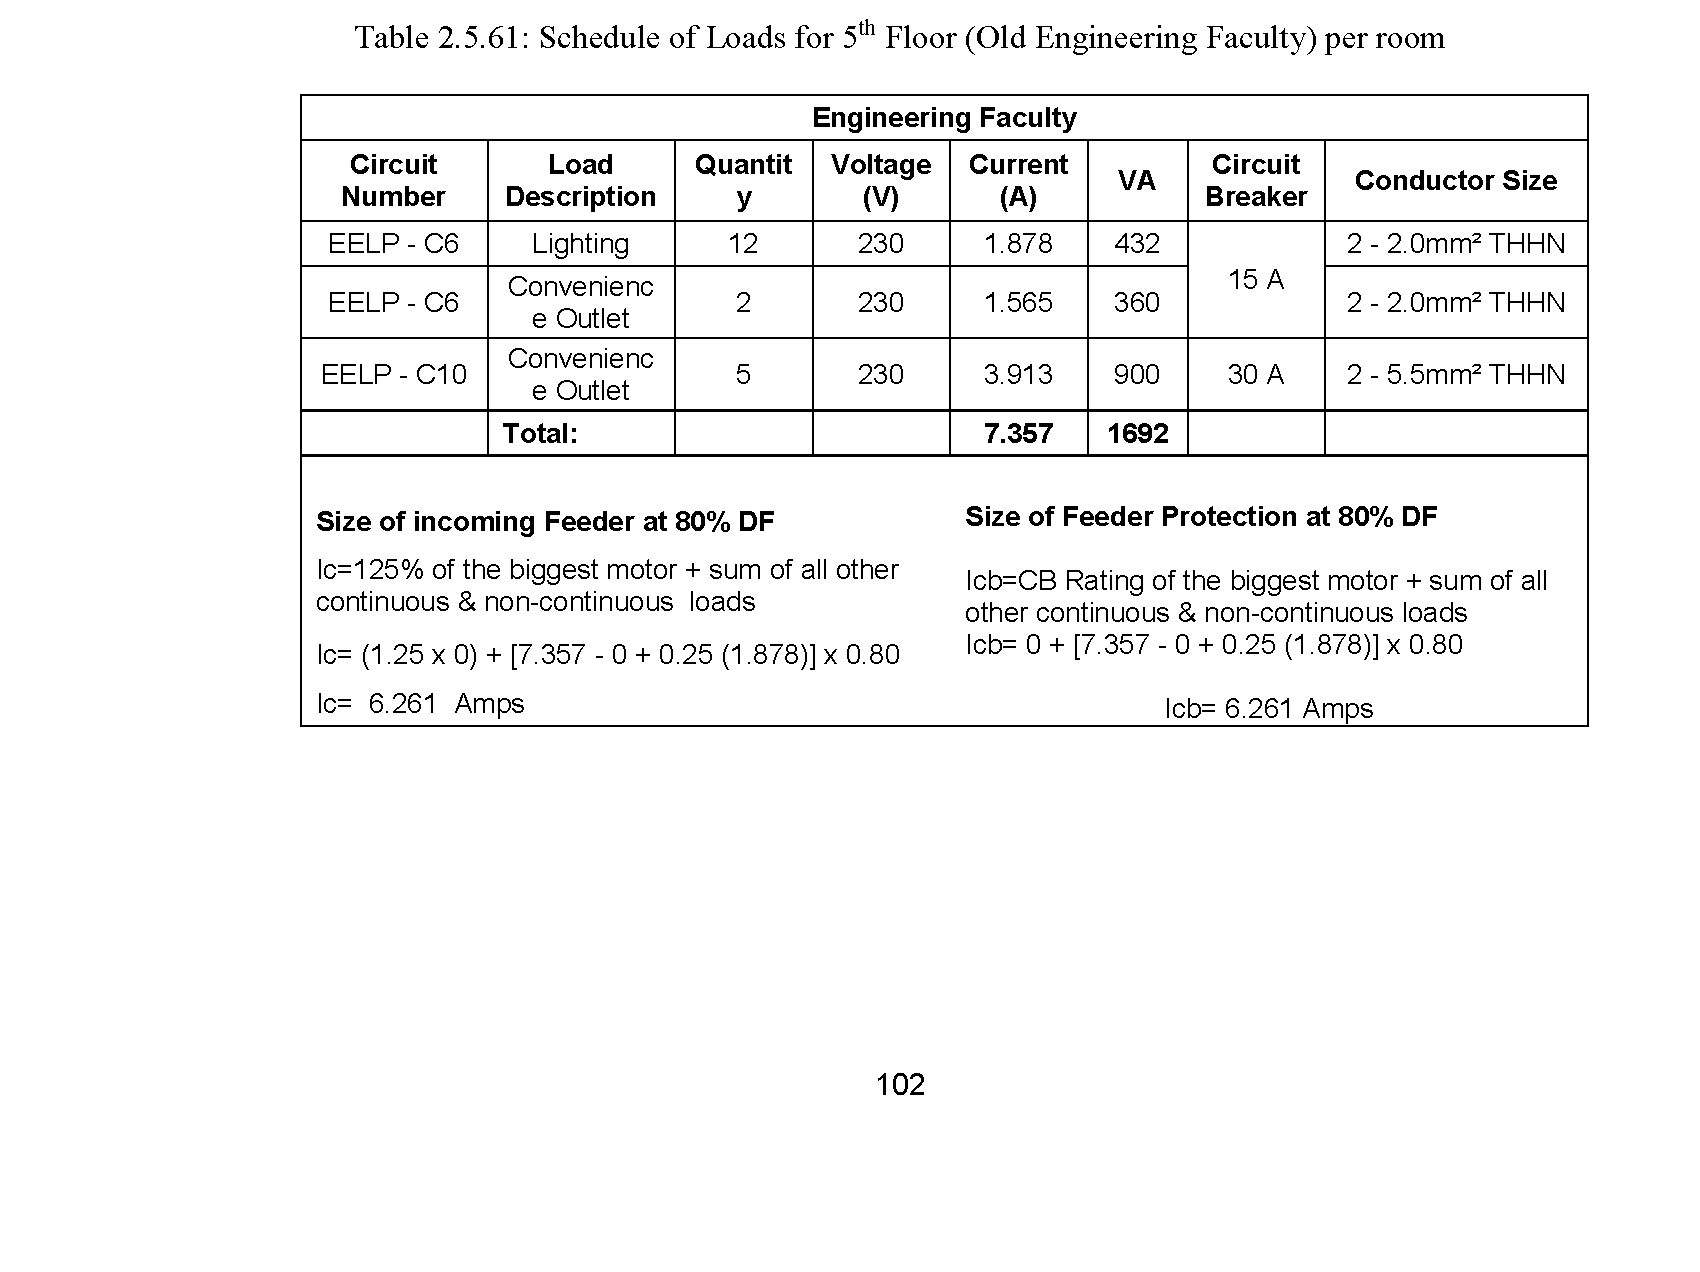 Table 2.5.61: Schedule of Loads for 5th Floor (Old Engineering Faculty) per room
Engineering Faculty
Circuit Number Load Description Quantit y Voltage (V) Current (A) VA Circuit Breaker Conductor Size
EELP - C6 Lighting 12 230 1.878 432 15 A 2 - 2.0mm² THHN
EELP - C6 Convenienc e Outlet 2 230 1.565 360 2 - 2.0mm² THHN
EELP - C10 Convenienc e Outlet 5 230 3.913 900 30 A 2 - 5.5mm² THHN
Total: 7.357 1692
Size of incoming Feeder at 80% DF
Ic=125% of the biggest motor + sum of all other
continuous & non-continuous loads
Ic= (1.25 x 0) + [7.357 - 0 + 0.25 (1.878)] x 0.80
Ic= 6.261 Amps
Size of Feeder Protection at 80% DF
Icb=CB Rating of the biggest motor + sum of all
other continuous & non-continuous loads
Icb= 0 + [7.357 - 0 + 0.25 (1.878)] x 0.80
Icb= 6.261 Amps
102